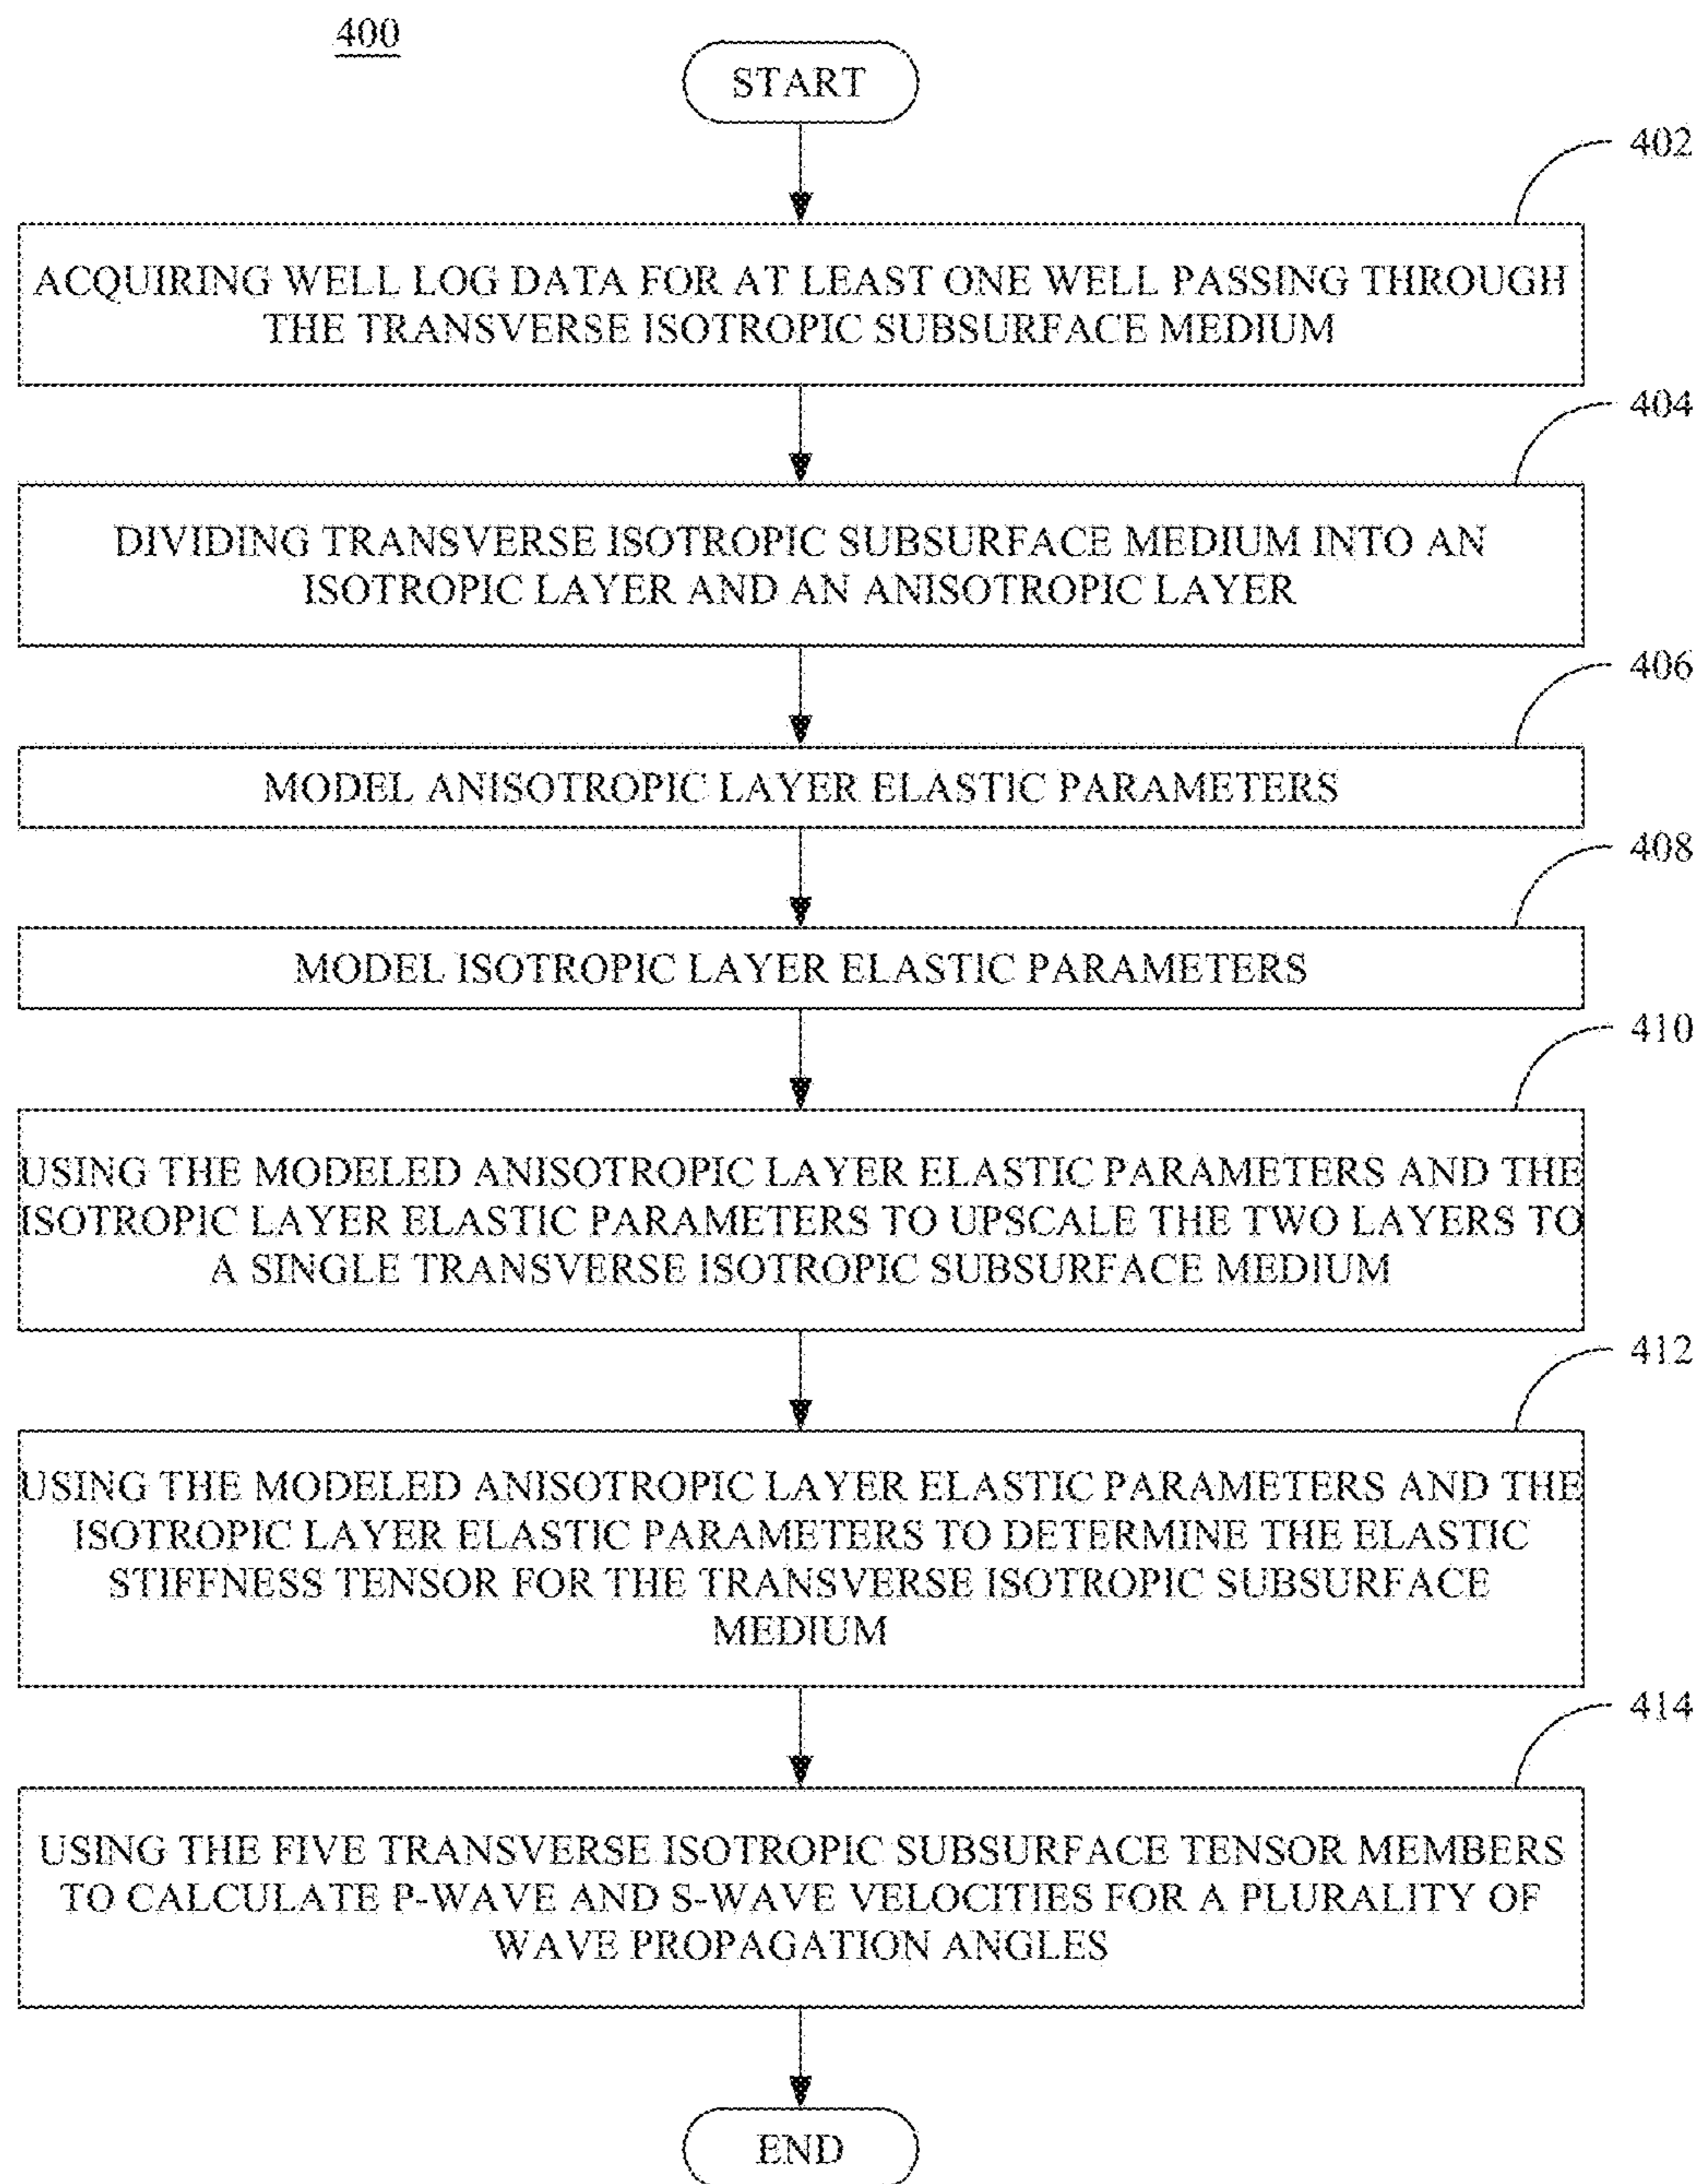 400
START
402
ACQUIRING WELL LOG DATA FOR AT LEAST ONE WELL PASSING THROUGH
THE TRANSVERSE ISOTROPIC SUBSURFACE MEDIUM
404
DIVIDING TRANSVERSE ISOTROPIC SUBSURFACE MEDIUM INTO AN
ISOTROPIC LAYER AND AN ANISOTROPIC LAYER
406
MODEL ANISOTROPIC LAYER ELASTIC PARAMETERS
408
MODEL ISOTROPIC LAYER ELASTIC PARAMETERS
410
USING THE MODELED ANISOTROPIC LAYER ELASTIC PARAMETERS AND THE
ISOTROPIC LAYER ELASTIC PARAMETERS TO UPSCALE THE TWO LAYERS TO
A SINGLE TRANSVERSE ISOTROPIC SUBSURFACE MEDIUM
412
USING THE MODELED ANISOTROPIC LAYER ELASTIC PARAMETERS AND THE
ISOTROPIC LAYER ELASTIC PARAMETERS TO DETERMINE THE ELASTIC
STIFFNESS TENSOR FOR THE TRANSVERSE ISOTROPIC SUBSURFACE
MEDIUM
414
USING THE FIVE TRANSVERSE ISOTROPIC SUBSURFACE TENSOR MEMBERS
TO CALCULATE P-WAVE AND S-WAVE VELOCITIES FOR A PLURALITY OF
WAVE PROPAGATION ANGLES
END